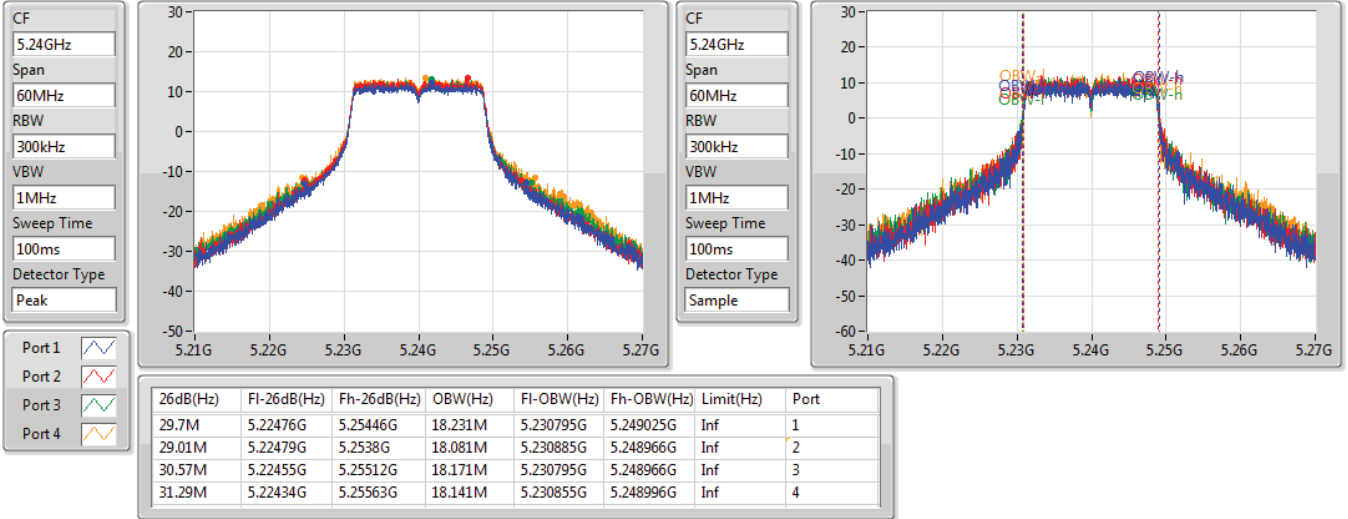 CF
5.24GHz
Span
60MHz
RBW
300kHz
VBW
1MHz
Sweep Time
100ms
Detector Type
Peak
30
20
10
0
-10
-20
-30
-40
-50
5.21G 5.22G 5.23G 5.24G 5.25G 5.26G 5.27G
CF
5.24GHz
Span
60MHz
RBW
300kHz
VBW
1MHz
Sweep Time
100ms
Detector Type
Sample
30
20
10
0
-10
-20
-30
-40
-50
-60
OBW-h
OBW-l
OBW-h
5.21G 5.22G 5.23G 5.24G 5.25G 5.26G 5.27G
Port 1
Port 2
Port 3
Port 4
26dB(Hz) Fl-26dB(Hz) Fh-26dB(Hz) OBW(Hz) Fl-OBW(Hz) Fh-OBW(Hz) Limit(Hz) Port
29.7M 5.22476G 5.25446G 18.231M 5.230795G 5.249025G Inf 1
29.01M 5.22479G 5.2538G 18.081M 5.230885G 5.248966G Inf 2
30.57M 5.22455G 5.25512G 18.171M 5.230795G 5.248966G Inf 3
31.29M 5.22434G 5.25563G 18.141M 5.230855G 5.248996G Inf 4